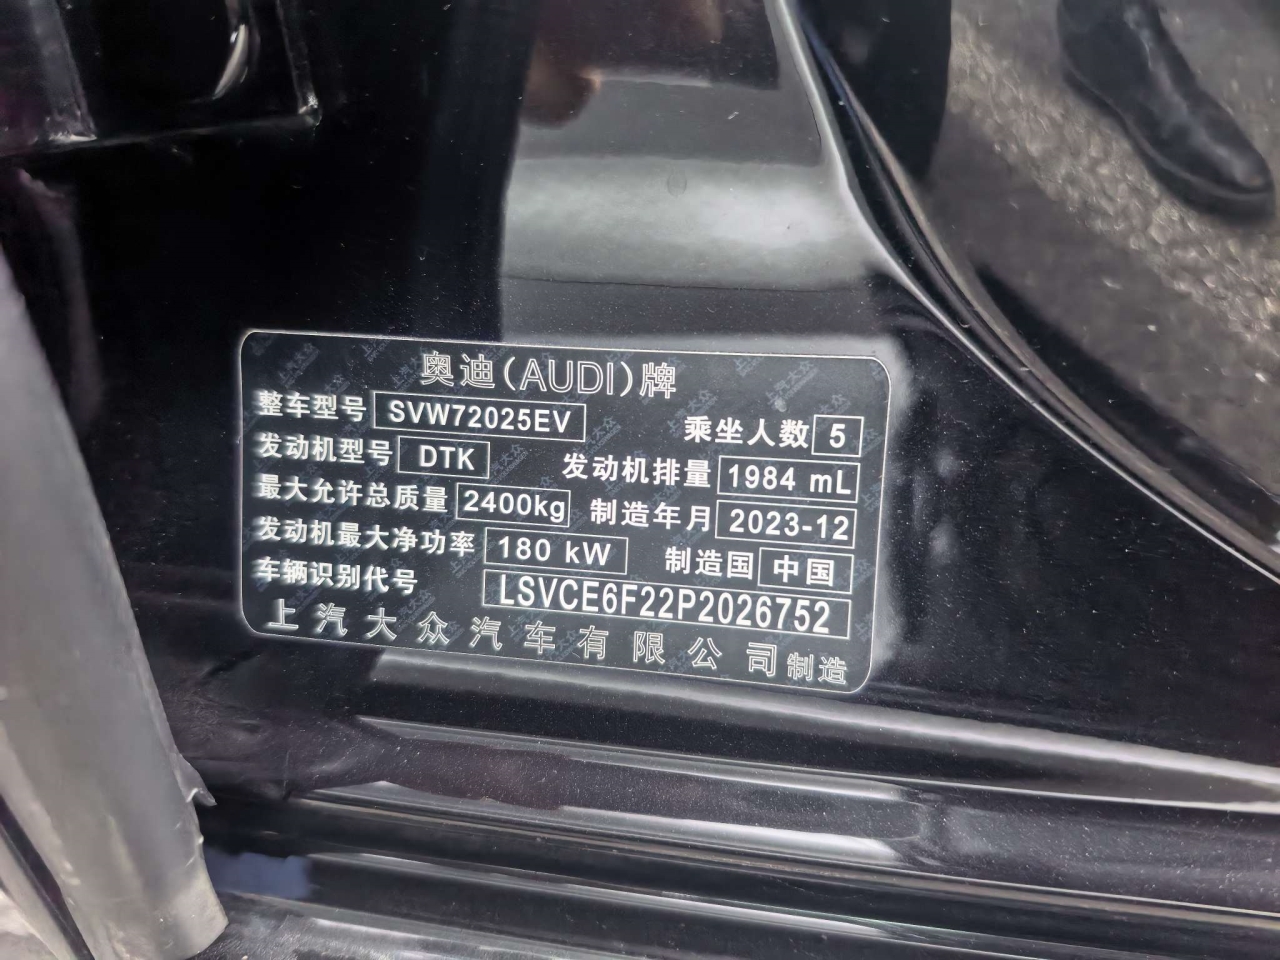 奥迪(AUDI)牌
整车型号 SVW72025EV 乘坐人数 5
发动机型号 DTK 发动机排量 1984 mL
最大允许总质量 2400kg 制造年月 2023-12
发动机最大净功率 180 kW 制造国 中国
车辆识别代号 LSVCE6F22P2026752
上汽大众汽车有限公司制造